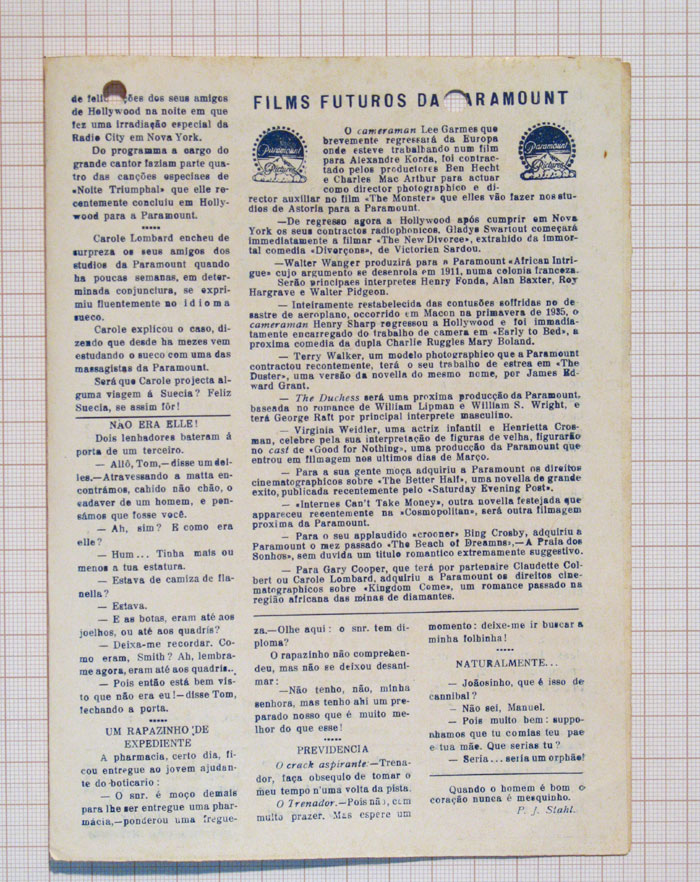 de felic ções dos seus amigos
de Hollywood na noite em que
fez uma irradiação especial da
Radio City em Nova York.
Do programma a cargo do
grande cantor faziam parte qua-
tro das canções especiaes de
«Noite Triumphal» que elle re-
centemente concluiu em Holly-
wood para a Paramount.
Carole Lombard encheu de
surpreza os seus amigos dos
studios da Paramount quando
ha poucas semanas, em deter-
minada conjunctura, se expri-
miu fluentemente no idioma
sueco.
Carole explicou o caso, di-
zendo que desde ha mezes vem
estudando o sueco com uma das
massagistas da Paramount.
Será que Carole projecta al-
guma viagem á Suecia? Feliz
Suecia, se assim fôr!
NÃO ERA ELLE!
Dois lenhadores bateram á
porta de um terceiro.
— Allô, Tom,—disse um del-
les.—Atravessando a matta en-
contrámos, cahido não chão, o
cadaver de um homem, e pen-
sámos que fosse você.
— Ah, sim? E como era
elle?
— Hum... Tinha mais ou
menos a tua estatura.
— Estava de camiza de fla-
nella?
— Estava.
— E as botas, eram até aos
joelhos, ou até aos quadris?
— Deixa-me recordar. Co-
mo eram, Smith? Ah, lembra-
me agora, eram até aos quadris..
— Pois então está bem vis-
to que não era eu!—disse Tom,
fechando a porta.
UM RAPAZINHO DE
EXPEDIENTE
A pharmacia, certo dia, fi-
cou entregue ao jovem ajudan-
te do boticario:
— O snr. é moço demais
para lhe ser entregue uma phar-
mácia,—ponderou uma fregue-
FILMS FUTUROS DA PARAMOUNT
Paramount
Pictures
Paramount
Pictures
O cameraman Lee Garmes que
brevemente regressará da Europa
onde esteve trabalhando num film
para Alexandre Korda, foi contrac-
tado pelos productores Ben Hecht
e Charles Mac Arthur para actuar
como director photographico e di-
rector auxiliar no film «The Monster» que elles vão fazer nos stu-
dios de Astoria para a Paramount.
—De regresso agora a Hollywood após cumprir em Nova
York os seus contractos radiophonicos, Gladys Swartout começará
immediatamente a filmar «The New Divorce», extrahido da immor-
tal comedia «Divorçons», de Victorien Sardou.
—Walter Wanger produzirá para a Paramount «African Intri-
gue» cujo argumento se desenrola em 1911, numa colonia franceza.
Serão principaes interpretes Henry Fonda, Alan Baxter, Roy
Hargrave e Walter Pidgeon.
— Inteiramente restabelecida das contusões soffridas no de-
sastre de aeroplano, occorrido em Macon na primavera de 1935, o
cameraman Henry Sharp regressou a Hollywood e foi immadia-
tamente encarregado do trabalho de camera em «Early to Bed», a
proxima comedia da dupla Charlie Ruggles Mary Boland.
— Terry Walker, um modelo photographico que a Paramount
contractou recentemente, terá o seu trabalho de estrea em «The
Duster», uma versão da novella do mesmo nome, por James Ed-
ward Grant.
— The Duchess será uma proxima producção da Paramount,
baseada no romance de William Lipman e William S. Wright, e
terá George Raft por principal interprete masculino.
— Virginia Weidler, uma actriz infantil e Henrietta Cros-
man, celebre pela sua interpretação de figuras de velha, figurarão
no cast de «Good for Nothing», uma producção da Paramount que
entrou em filmagem nos ultimos dias de Março.
— Para a sua gente moça adquiriu a Paramount os direitos
cinematographicos sobre «The Better Half», uma novella de grande
exito, publicada recentemente pelo «Saturday Evening Post».
— «Internes Can't Take Money», outra novella festejada que
appareceu recentemente na «Cosmopolitan», será outra filmagem
proxima da Paramount.
— Para o seu applaudido «crooner» Bing Crosby, adquiriu a
Paramount o mez passado «The Beach of Dreamns»,—A Praia dos
Sonhos», sem duvida um titulo romantico extremamente suggestivo.
— Para Gary Cooper, que terá por partenaire Claudette Col-
bert ou Carole Lombard, adquiriu a Paramount os direitos cine-
matographicos sobre «Kingdom Come», um romance passado na
região africana das minas de diamantes.
za.—Olhe aqui: o snr. tem di-
ploma?
O rapazinho não comprehen-
deu, mas não se deixou desani-
mar:
—Não tenho, não, minha
senhora, mas tenho ahi um pre-
parado nosso que é muito me-
lhor do que esse!
PREVIDENCIA
O crack aspirante.—Trena-
dor, faça obsequio de tomar o
meu tempo n'uma volta da pista.
O Trenador.—Pois não, com
muito prazer. Mas espere um
momento: deixe-me ir buscar a
minha folhinha!
NATURALMENTE...
— Joãosinho, que é isso de
cannibal?
— Não sei, Manuel.
— Pois muito bem: suppo-
nhamos que tu comias teu pae
e tua mãe. Que serias tu?
— Seria... seria um orphão!
Quando o homem é bom o
coração nunca é mesquinho.
P. J. Stahl.